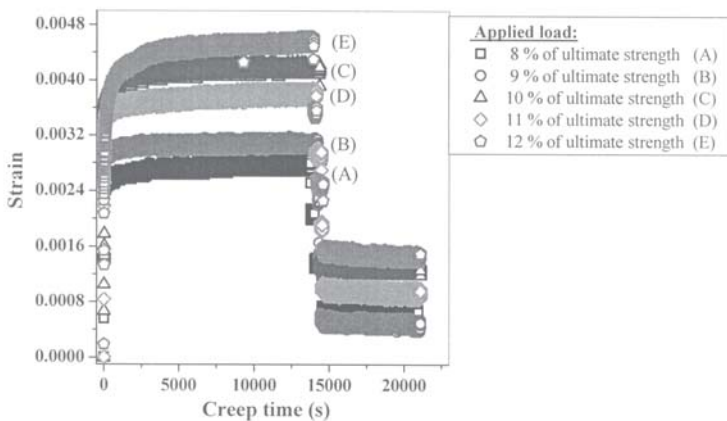 0.0048
0.0040
0.0032
0.0024
0.0016
0.0008
0.0000
Strain
(E)
(C)
(D)
(B)
(A)
0 5000 10000 15000 20000
Creep time (s)
Applied load:
8 % of ultimate strength (A)
9 % of ultimate strength (B)
10 % of ultimate strength (C)
11 % of ultimate strength (D)
12 % of ultimate strength (E)